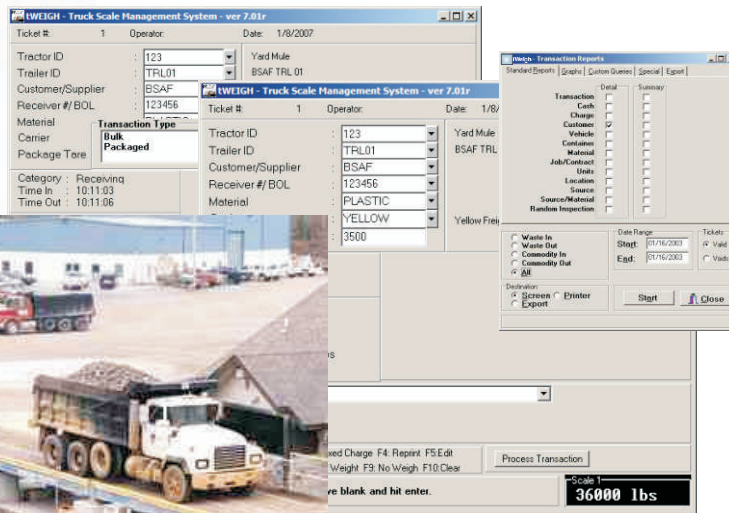 tWEIGH - Truck Scale Management System - ver 7.01r
Ticket #: 1 Operator: Date: 1/8/2007
Tractor ID : 123 Yard Mule
Trailer ID : TRL01 BSAF TRL 01
Customer/Supplier : BSAF
Receiver #/ BOL : 123456
Material
Carrier
Package Tare
Transaction Type
Bulk
Packaged
Category : Receiving
Time In : 10:11:03
Time Out : 10:11:06
tWEIGH - Truck Scale Management System - ver 7.01r
Ticket #: 1 Operator: Date: 1/8/
Tractor ID : 123 Yard Mule
Trailer ID : TRL01 BSAF TRL
Customer/Supplier : BSAF
Receiver #/ BOL : 123456
Material : PLASTIC
: YELLOW Yellow Frei
: 3500
xed Charge F4: Reprint F5:Edit
Weight F9: No Weigh F10:Clear
Process Transaction
ve blank and hit enter.
Scale 1
36000 lbs
tWeigh - Transaction Reports
Standard Reports Graphs Custom Queries Special Export
Detail Summary
Transaction
Cash
Charge
Customer
Vehicle
Container
Material
Job/Contract
Units
Location
Source
Source/Material
Random Inspection
Waste In
Waste Out
Commodity In
Commodity Out
All
Date Range
Start: 01/16/2003
End: 01/16/2003
Tickets
Valid
Voids
Destination
Screen Printer
Export
Start Close